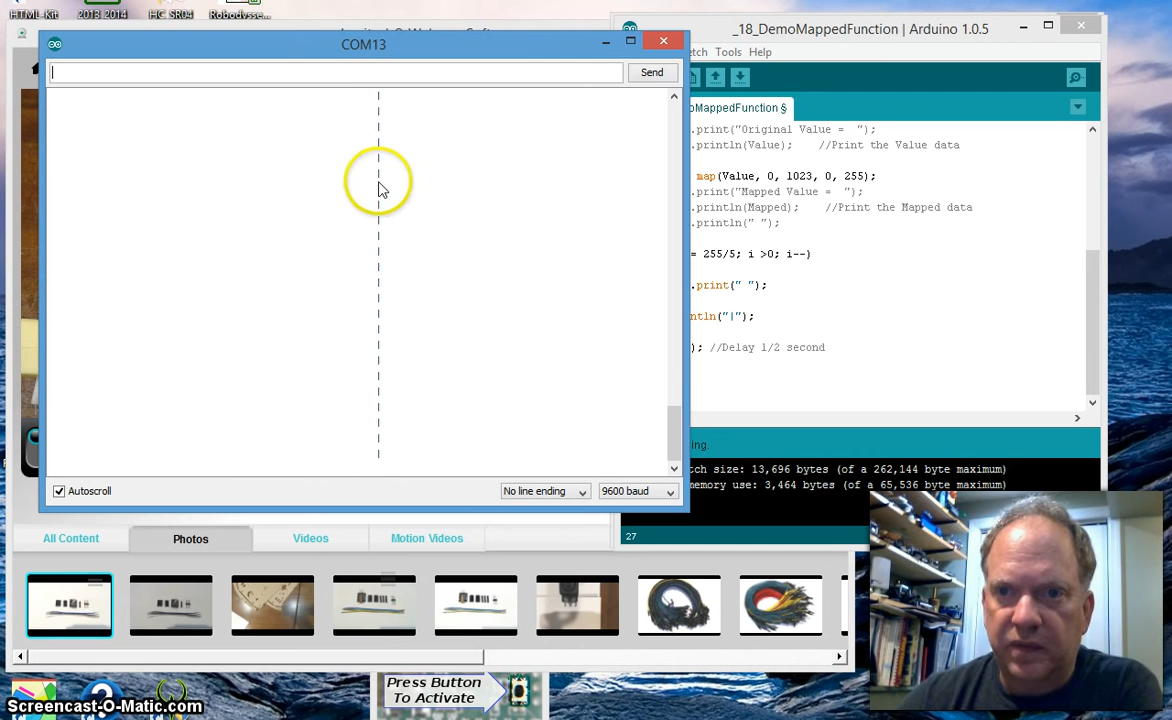 HTML-Kit
2013-2014
HC_SR04
Robodysse...
_18_DemoMappedFunction | Arduino 1.0.5
COM13
Tools Help
Send
oMappedFunction §
.print("Original Value =  ");
.println(Value);    //Print the Value data
map(Value, 0, 1023, 0, 255);
.print("Mapped Value =  ");
.println(Mapped);   //Print the Mapped data
.println(" ");
= 255/5; i >0; i--)
.print(" ");
ntln("|");
); //Delay 1/2 second
Autoscroll
No line ending
9600 baud
ng.
tch size: 13,696 bytes (of a 262,144 byte maximum)
memory use: 3,464 bytes (of a 65,536 byte maximum)
27
All Content
Photos
Videos
Motion Videos
Press Button
To Activate
Screencast-O-Matic.com